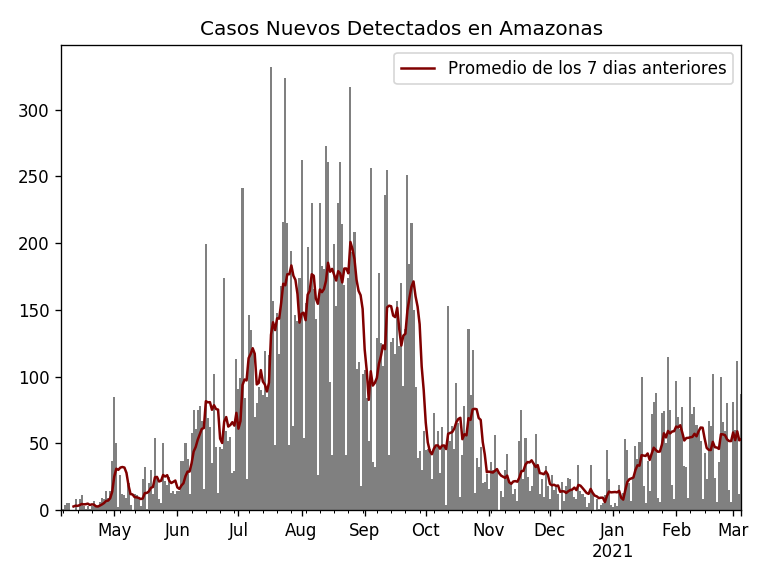 Casos Nuevos Detectados en Amazonas
Promedio de los 7 dias anteriores
300
250
200
150
100
50
0
May Jun Jul Aug Sep Oct Nov Dec Jan Feb Mar
2021